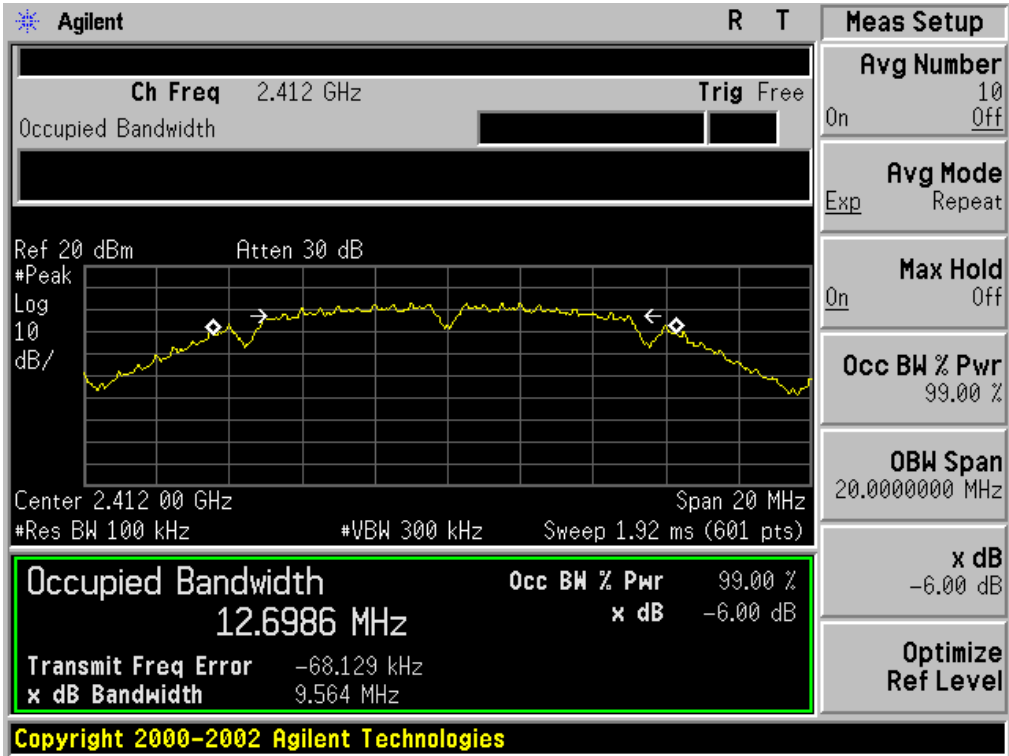 Agilent R T
Ch Freq 2.412 GHz Trig Free
Occupied Bandwidth
Ref 20 dBm Atten 30 dB
#Peak
Log
10
dB/
Center 2.412 00 GHz Span 20 MHz
#Res BW 100 kHz #VBW 300 kHz Sweep 1.92 ms (601 pts)
Occupied Bandwidth
12.6986 MHz
Occ BW % Pwr 99.00 %
x dB -6.00 dB
Transmit Freq Error -68.129 kHz
x dB Bandwidth 9.564 MHz
Meas Setup
Avg Number
10
On Off
Avg Mode
Exp Repeat
Max Hold
On Off
Occ BW % Pwr
99.00 %
OBW Span
20.0000000 MHz
x dB
-6.00 dB
Optimize
Ref Level
Copyright 2000-2002 Agilent Technologies